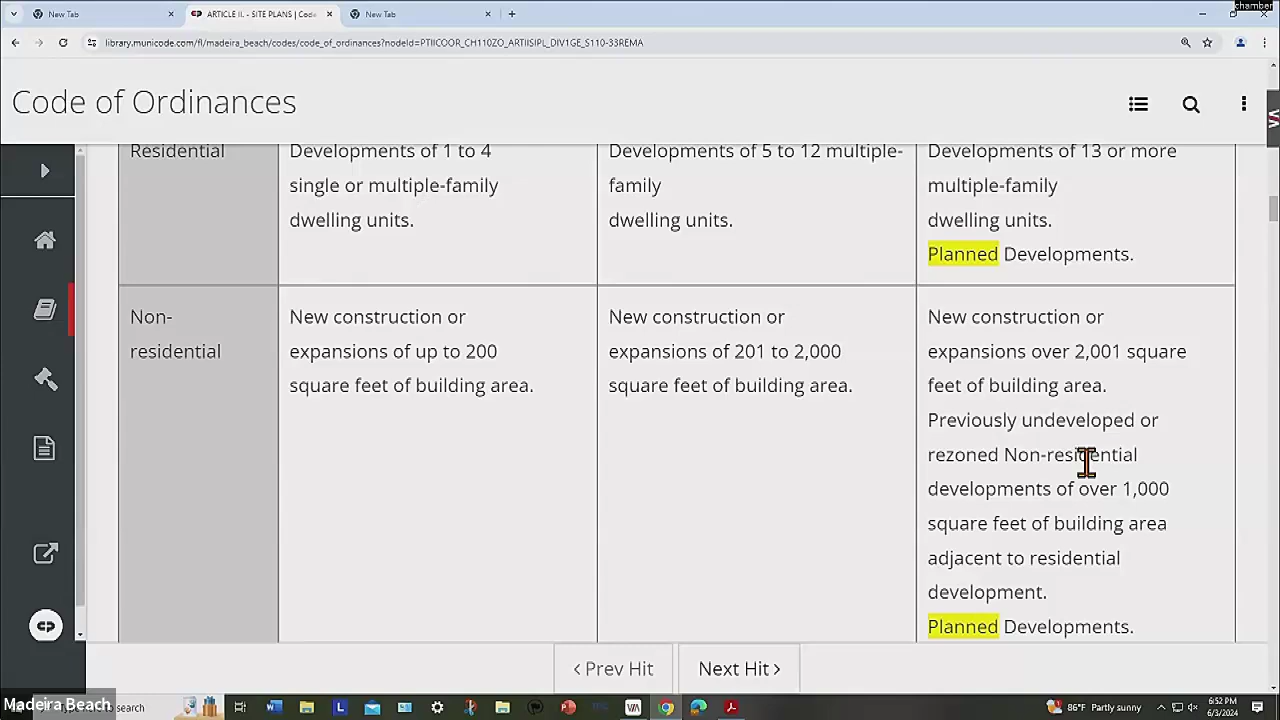 chamber
New Tab
ARTICLE II. - SITE PLANS | Code
New Tab
library.municode.com/fl/madeira_beach/codes/code_of_ordinances?nodeId=PTIICOOR_CH110ZO_ARTIISIPL_DIV1GE_S110-33REMA
Code of Ordinances
Residential
Developments of 1 to 4
single or multiple-family
dwelling units.
Developments of 5 to 12 multiple-
family
dwelling units.
Developments of 13 or more
multiple-family
dwelling units.
Planned Developments.
Non-
residential
New construction or
expansions of up to 200
square feet of building area.
New construction or
expansions of 201 to 2,000
square feet of building area.
New construction or
expansions over 2,001 square
feet of building area.
Previously undeveloped or
rezoned Non-residential
developments of over 1,000
square feet of building area
adjacent to residential
development.
Planned Developments.
‹ Prev Hit
Next Hit ›
Madeira Beach
here to search
86°F Partly sunny
6:52 PM
6/3/2024